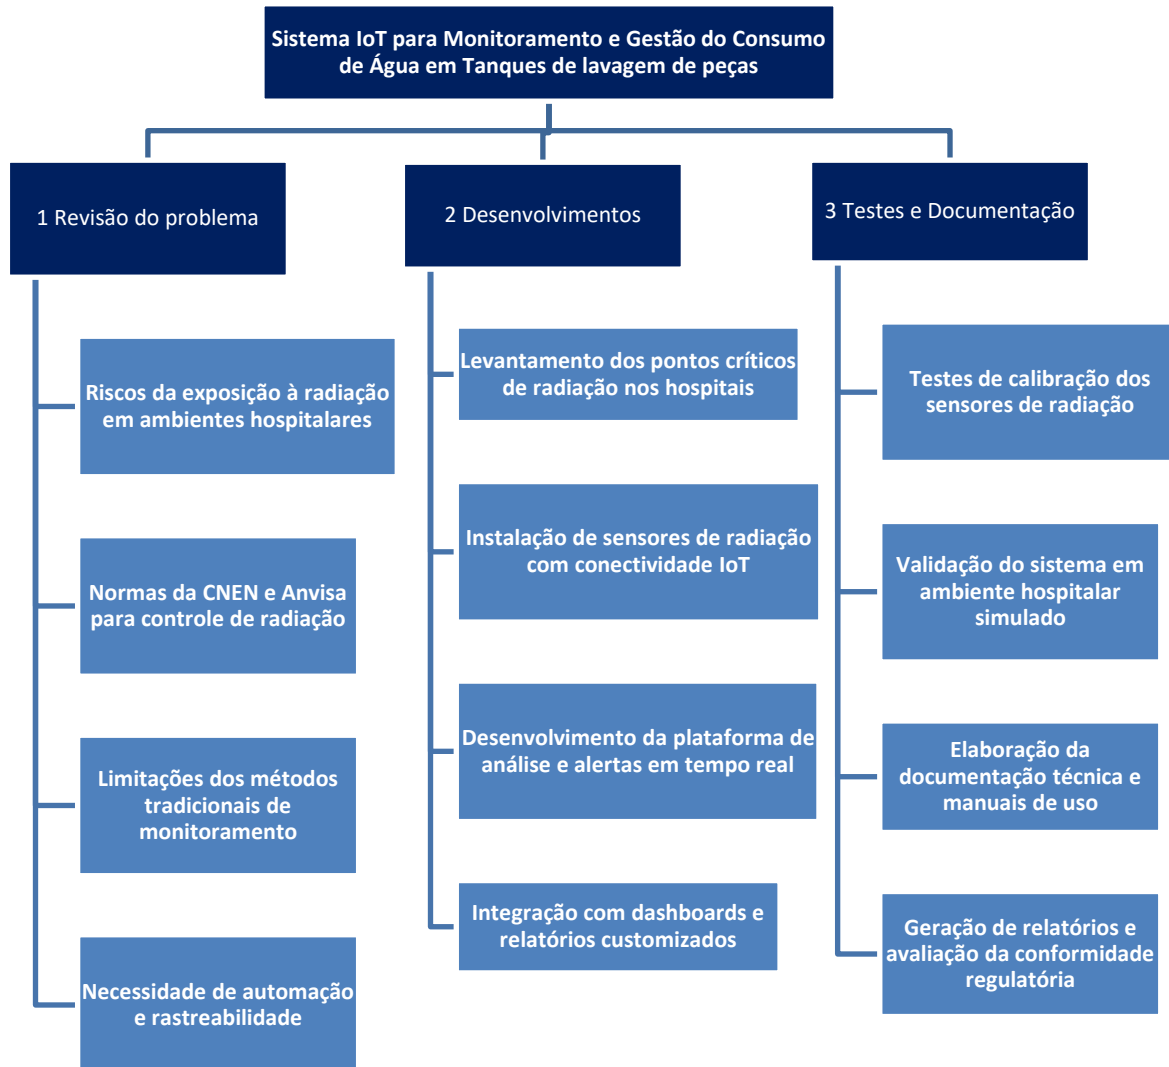 Sistema IoT para Monitoramento e Gestão do Consumo
de Água em Tanques de lavagem de peças
1 Revisão do problema
Riscos da exposição à radiação
em ambientes hospitalares
Normas da CNEN e Anvisa
para controle de radiação
Limitações dos métodos
tradicionais de
monitoramento
Necessidade de automação
e rastreabilidade
2 Desenvolvimentos
Levantamento dos pontos críticos
de radiação nos hospitais
Instalação de sensores de radiação
com conectividade IoT
Desenvolvimento da plataforma de
análise e alertas em tempo real
Integração com dashboards e
relatórios customizados
3 Testes e Documentação
Testes de calibração dos
sensores de radiação
Validação do sistema em
ambiente hospitalar
simulado
Elaboração da
documentação técnica e
manuais de uso
Geração de relatórios e
avaliação da conformidade
regulatória